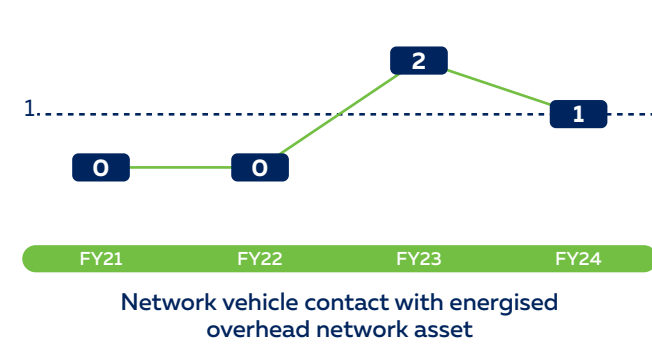 2
1
1
0
0
FY21 FY22 FY23 FY24
Network vehicle contact with energised
overhead network asset